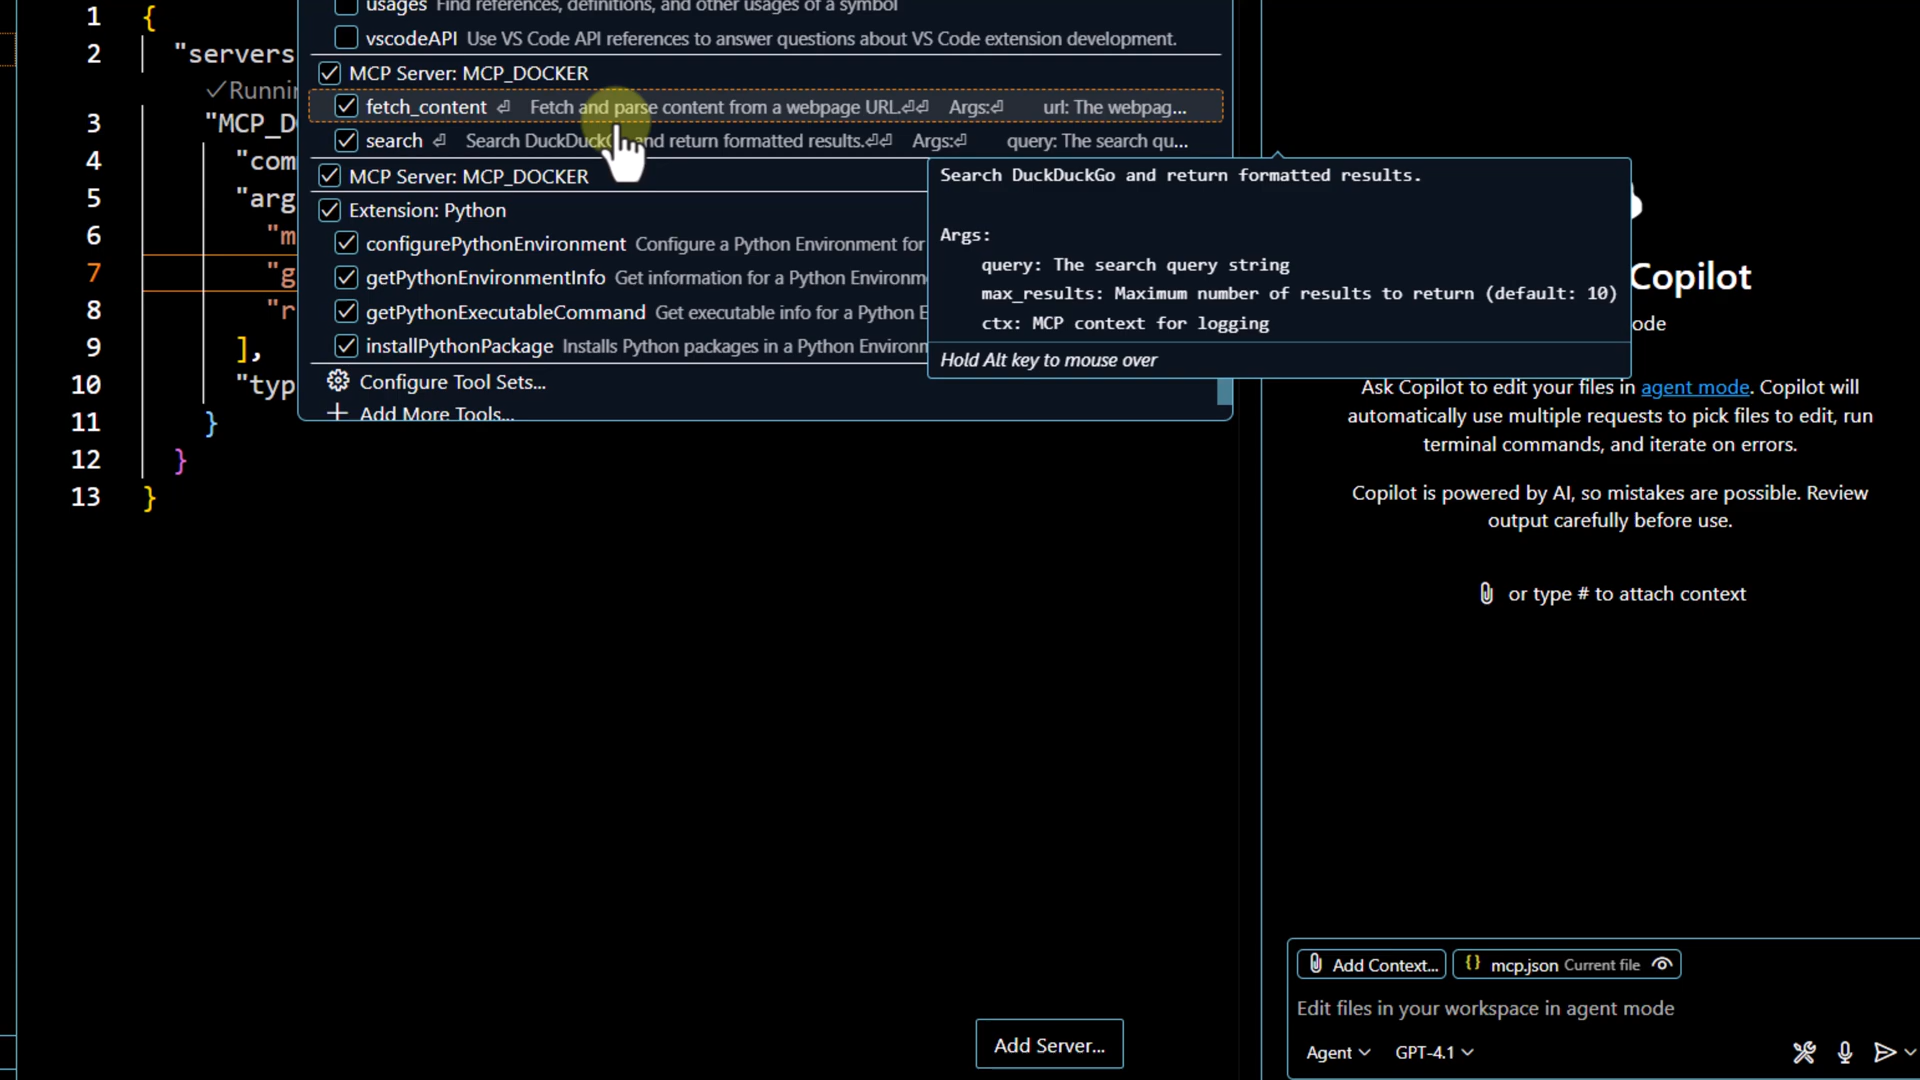 usages Find references, definitions, and other usages of a symbol
vscodeAPI Use VS Code API references to answer questions about VS Code extension development.
MCP Server: MCP_DOCKER
fetch_content ⏎ Fetch and parse content from a webpage URL.⏎⏎ Args:⏎ url: The webpag...
search ⏎ Search DuckDuckG and return formatted results.⏎⏎ Args:⏎ query: The search qu...
MCP Server: MCP_DOCKER
Extension: Python
configurePythonEnvironment Configure a Python Environment for
getPythonEnvironmentInfo Get information for a Python Environm
getPythonExecutableCommand Get executable info for a Python E
installPythonPackage Installs Python packages in a Python Environm
Configure Tool Sets...
Add More Tools...
Search DuckDuckGo and return formatted results.
Args:
query: The search query string
max_results: Maximum number of results to return (default: 10)
ctx: MCP context for logging
Hold Alt key to mouse over
1 {
2 "servers
✓Runnin
3 "MCP_D
4 "com
5 "arg
6 "m
7 "g
8 "r
9 ],
10 "typ
11 }
12 }
13 }
Add Server...
Copilot
ode
Ask Copilot to edit your files in agent mode. Copilot will
automatically use multiple requests to pick files to edit, run
terminal commands, and iterate on errors.
Copilot is powered by AI, so mistakes are possible. Review
output carefully before use.
or type # to attach context
Add Context...
{} mcp.json Current file
Edit files in your workspace in agent mode
Agent
GPT-4.1